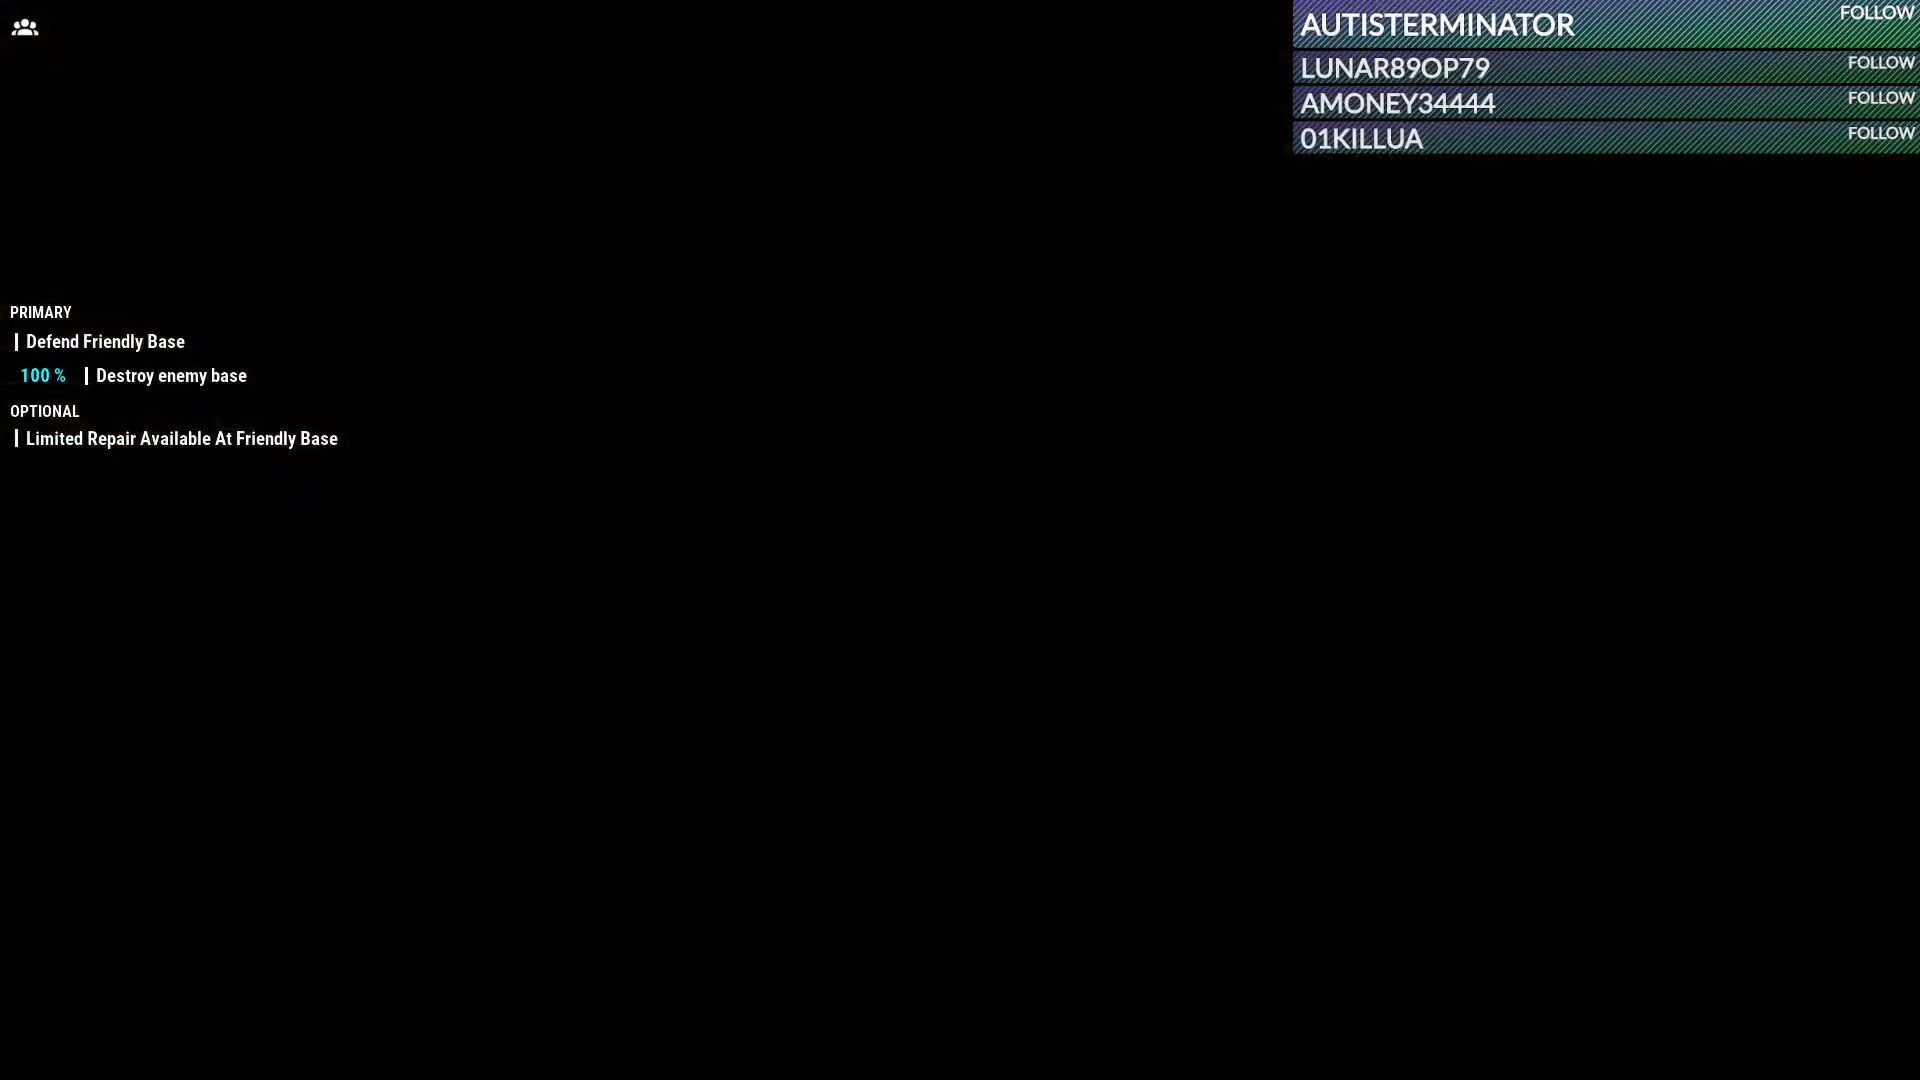 AUTISTERMINATOR FOLLOW
LUNAR89OP79 FOLLOW
AMONEY34444 FOLLOW
01KILLUA FOLLOW
PRIMARY
Defend Friendly Base
100 % Destroy enemy base
OPTIONAL
Limited Repair Available At Friendly Base